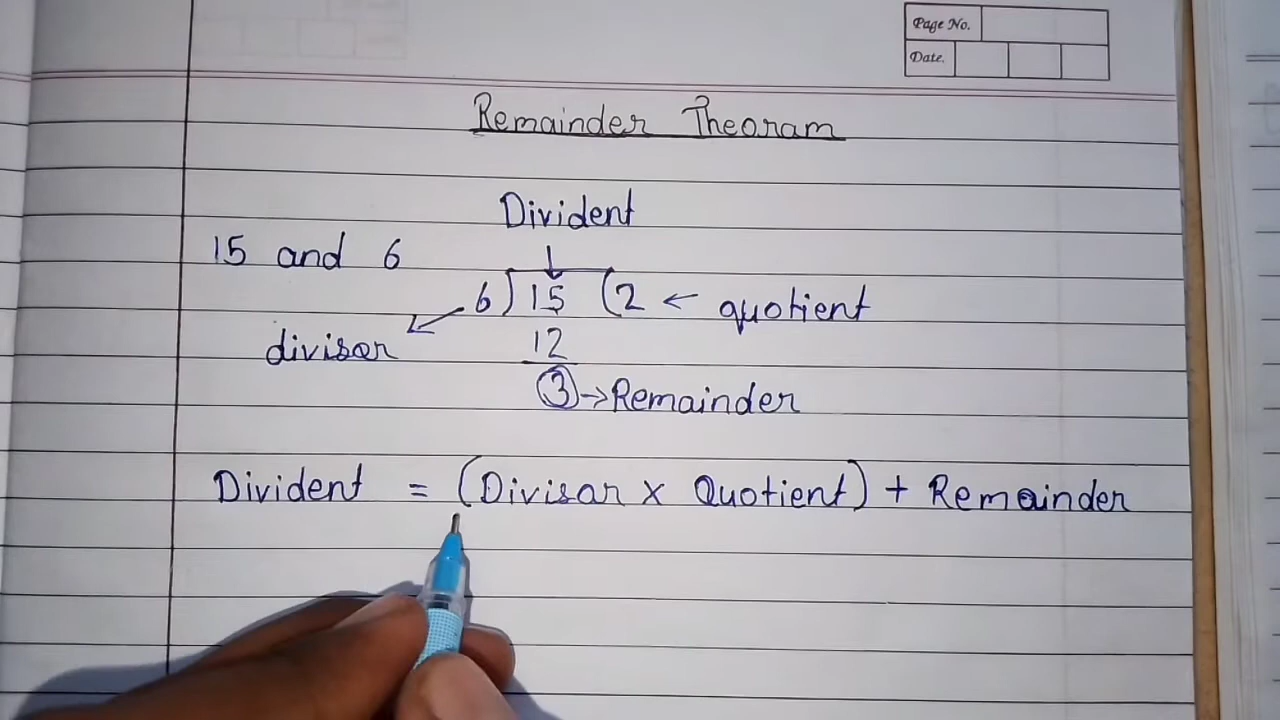 Page No.
Date.
Remainder Theoram
Divident
↓
15 and 6
6) 15 (2 ← quotient
divisor
12
3 → Remainder
Divident = (Divisar x Quotient) + Remainder